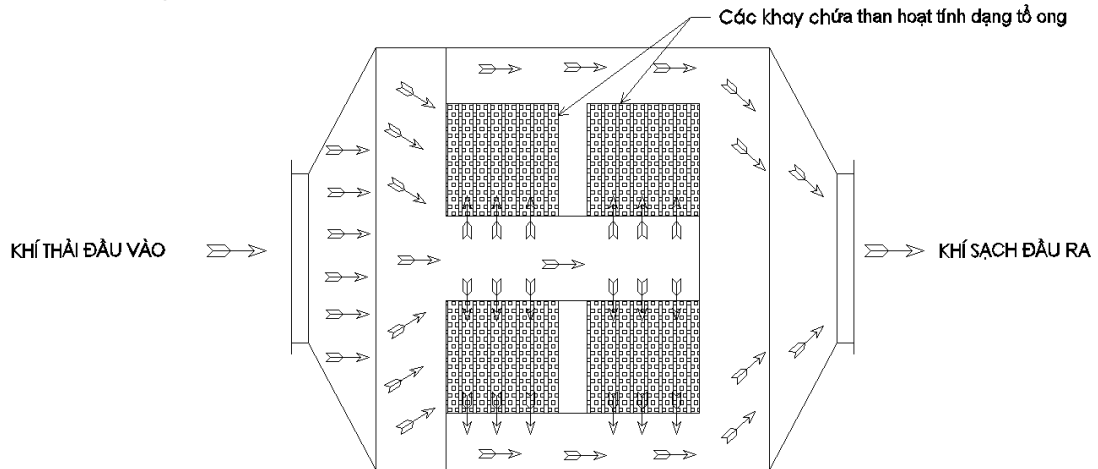 Các khay chứa than hoạt tính dạng tổ ong
KHÍ THẢI ĐẦU VÀO
KHÍ SẠCH ĐẦU RA